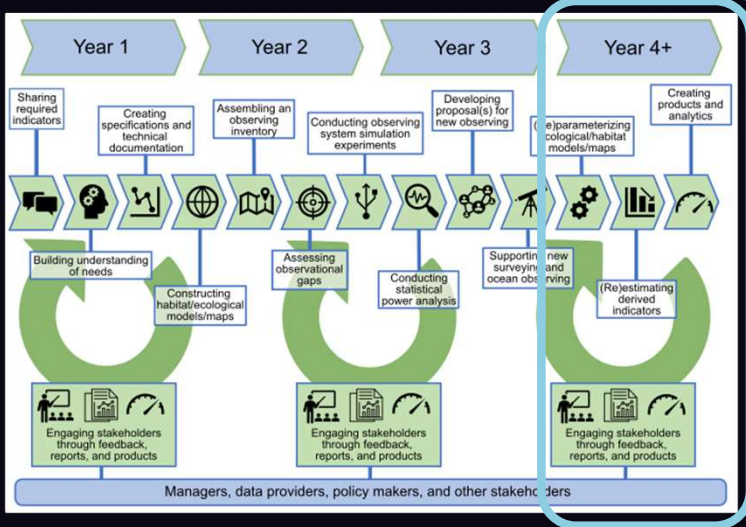 Year 1
Year 2
Year 3
Year 4+
Sharing
required
indicators
Creating
specifications and
technical
documentation
Assembling an
observing
inventory
Conducting observing
system simulation
experiments
Developing
proposal(s) for
new observing
(Re)parameterizing
ecological/habitat
models/maps
Creating
products and
analytics
Building understanding
of needs
Constructing
habitat/ecological
models/maps
Assessing
observational
gaps
Conducting
statistical
power analysis
Supporting new
surveying and
ocean observing
(Re)estimating
derived
indicators
Engaging stakeholders
through feedback,
reports, and products
Engaging stakeholders
through feedback,
reports, and products
Engaging stakeholders
through feedback,
reports, and products
Managers, data providers, policy makers, and other stakeholders